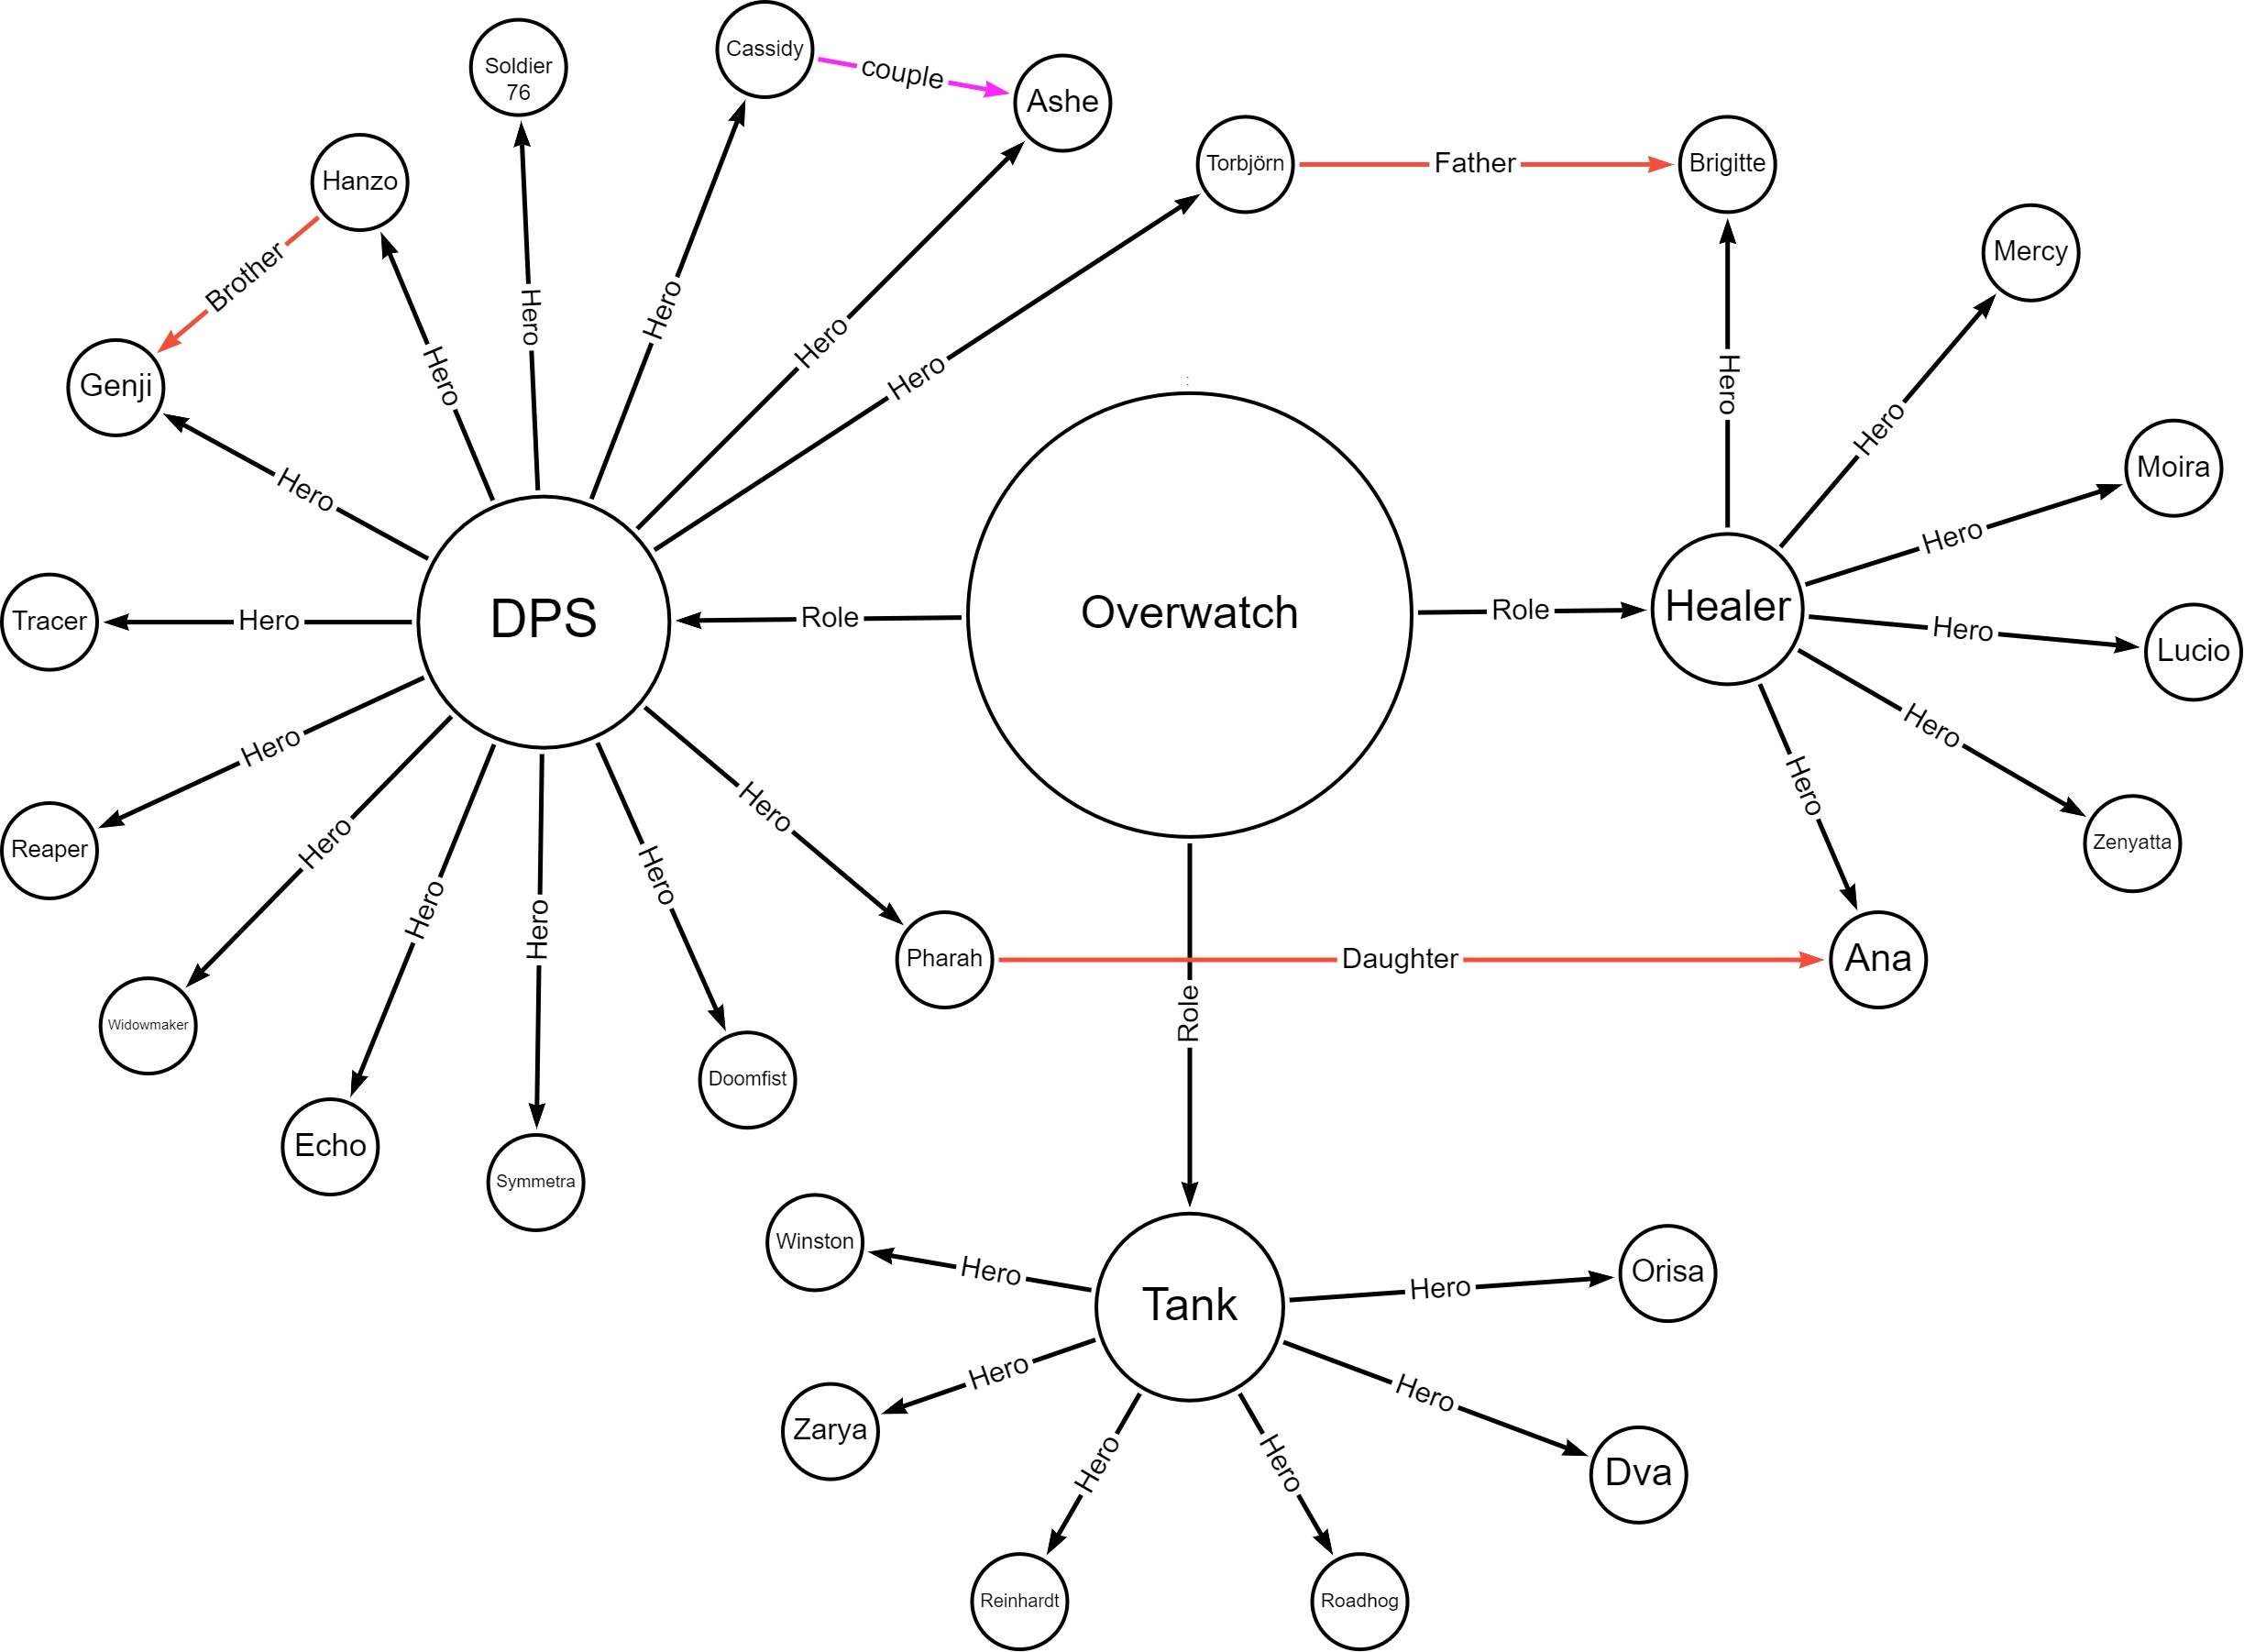 Cassidy
couple
Soldier
76
Ashe
Torbjörn
Father
Brigitte
Hanzo
Mercy
Brother
Hero
Hero
Hero
Hero
Hero
Genji
Hero
Hero
Hero
Moira
Hero
Hero
DPS
Role
Overwatch
Role
Healer
Tracer
Hero
Hero
Lucio
Hero
Hero
Hero
Hero
Hero
Zenyatta
Reaper
Hero
Hero
Hero
Hero
Pharah
Daughter
Ana
Role
Widowmaker
Doomfist
Echo
Symmetra
Winston
Hero
Tank
Hero
Orisa
Hero
Hero
Zarya
Hero
Hero
Dva
Reinhardt
Roadhog